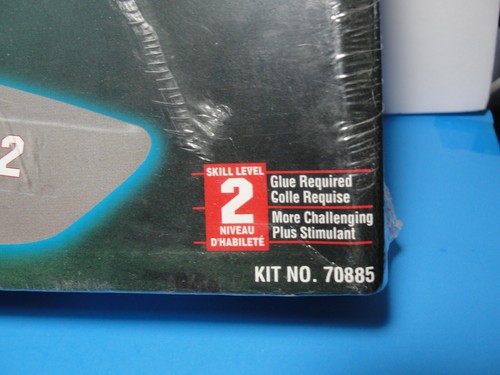 2
SKILL LEVEL
2
NIVEAU
D'HABILETÉ
Glue Required
Colle Requise
More Challenging
Plus Stimulant
KIT NO. 70885